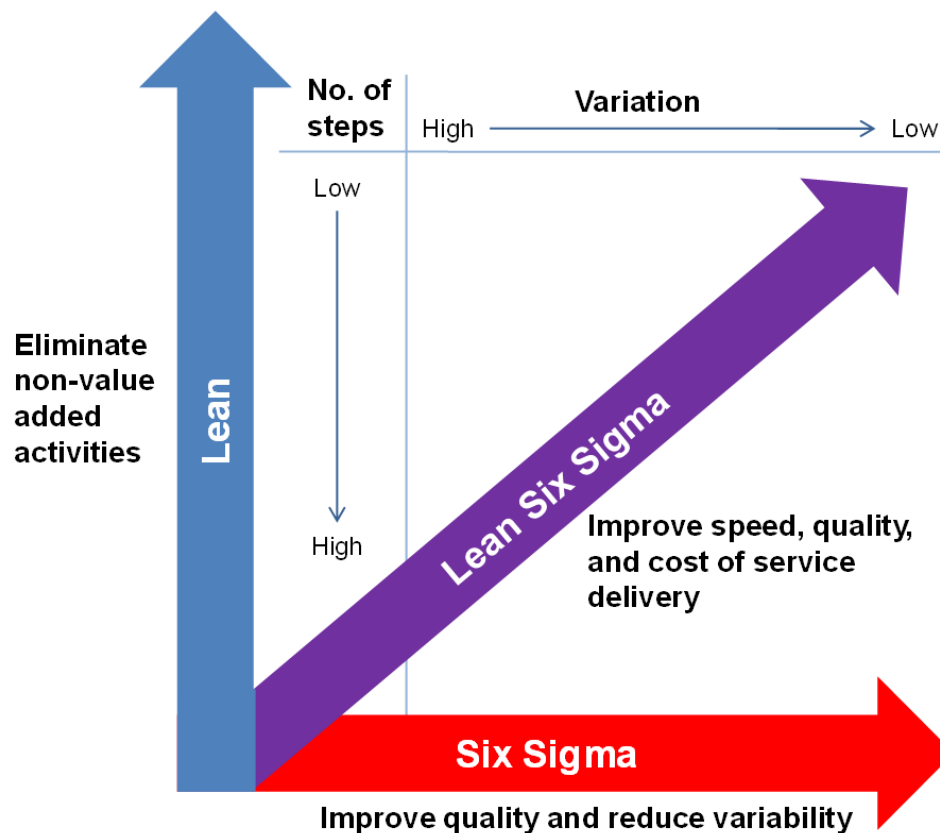 No. of
steps
Variation
High
Low
Low
High
Eliminate
non-value
added
activities
Lean
Lean Six Sigma
Improve speed, quality,
and cost of service
delivery
Six Sigma
Improve quality and reduce variability